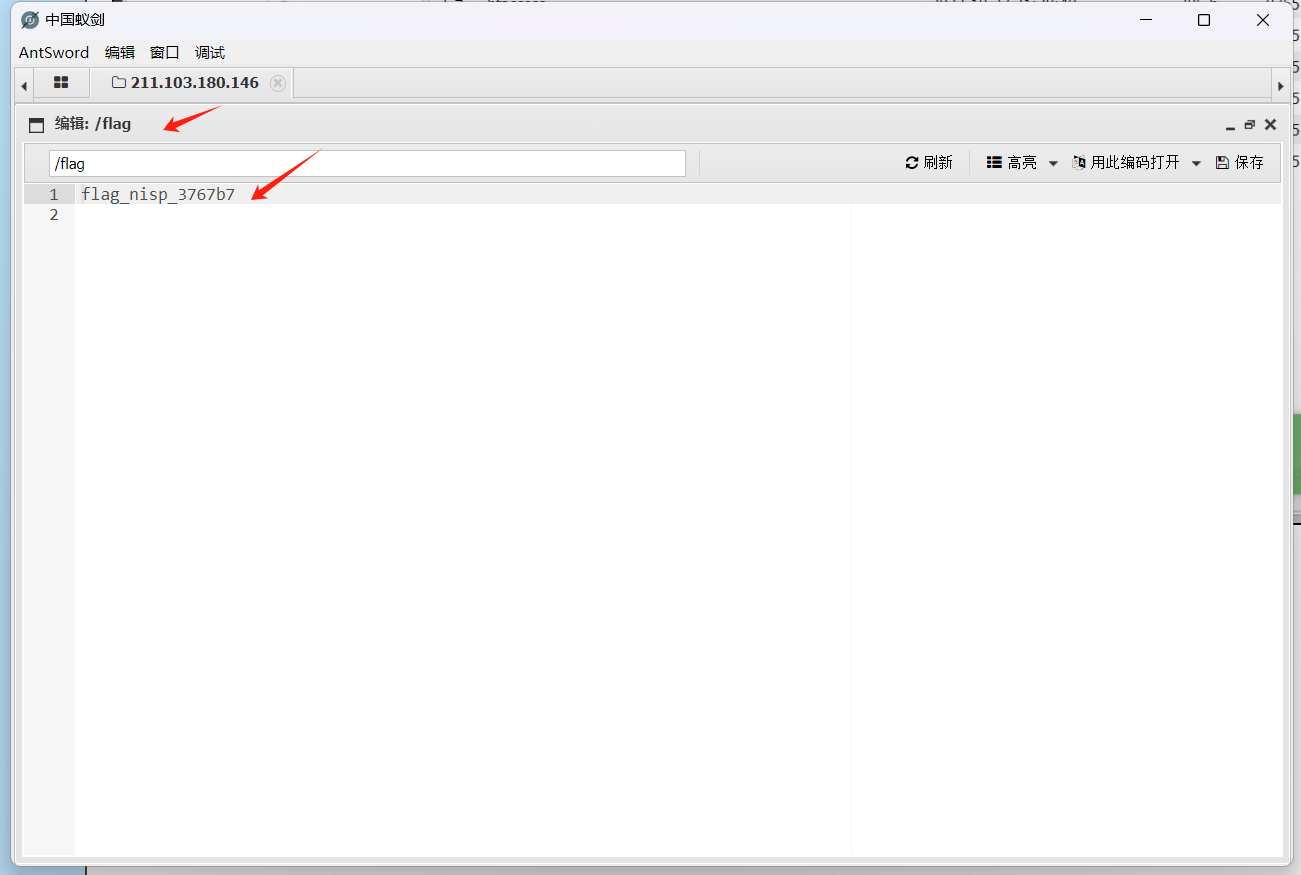 中国蚁剑
AntSword 编辑 窗口 调试
211.103.180.146
编辑: /flag
/flag 刷新 高亮 用此编码打开 保存
1 flag_nisp_3767b7
2